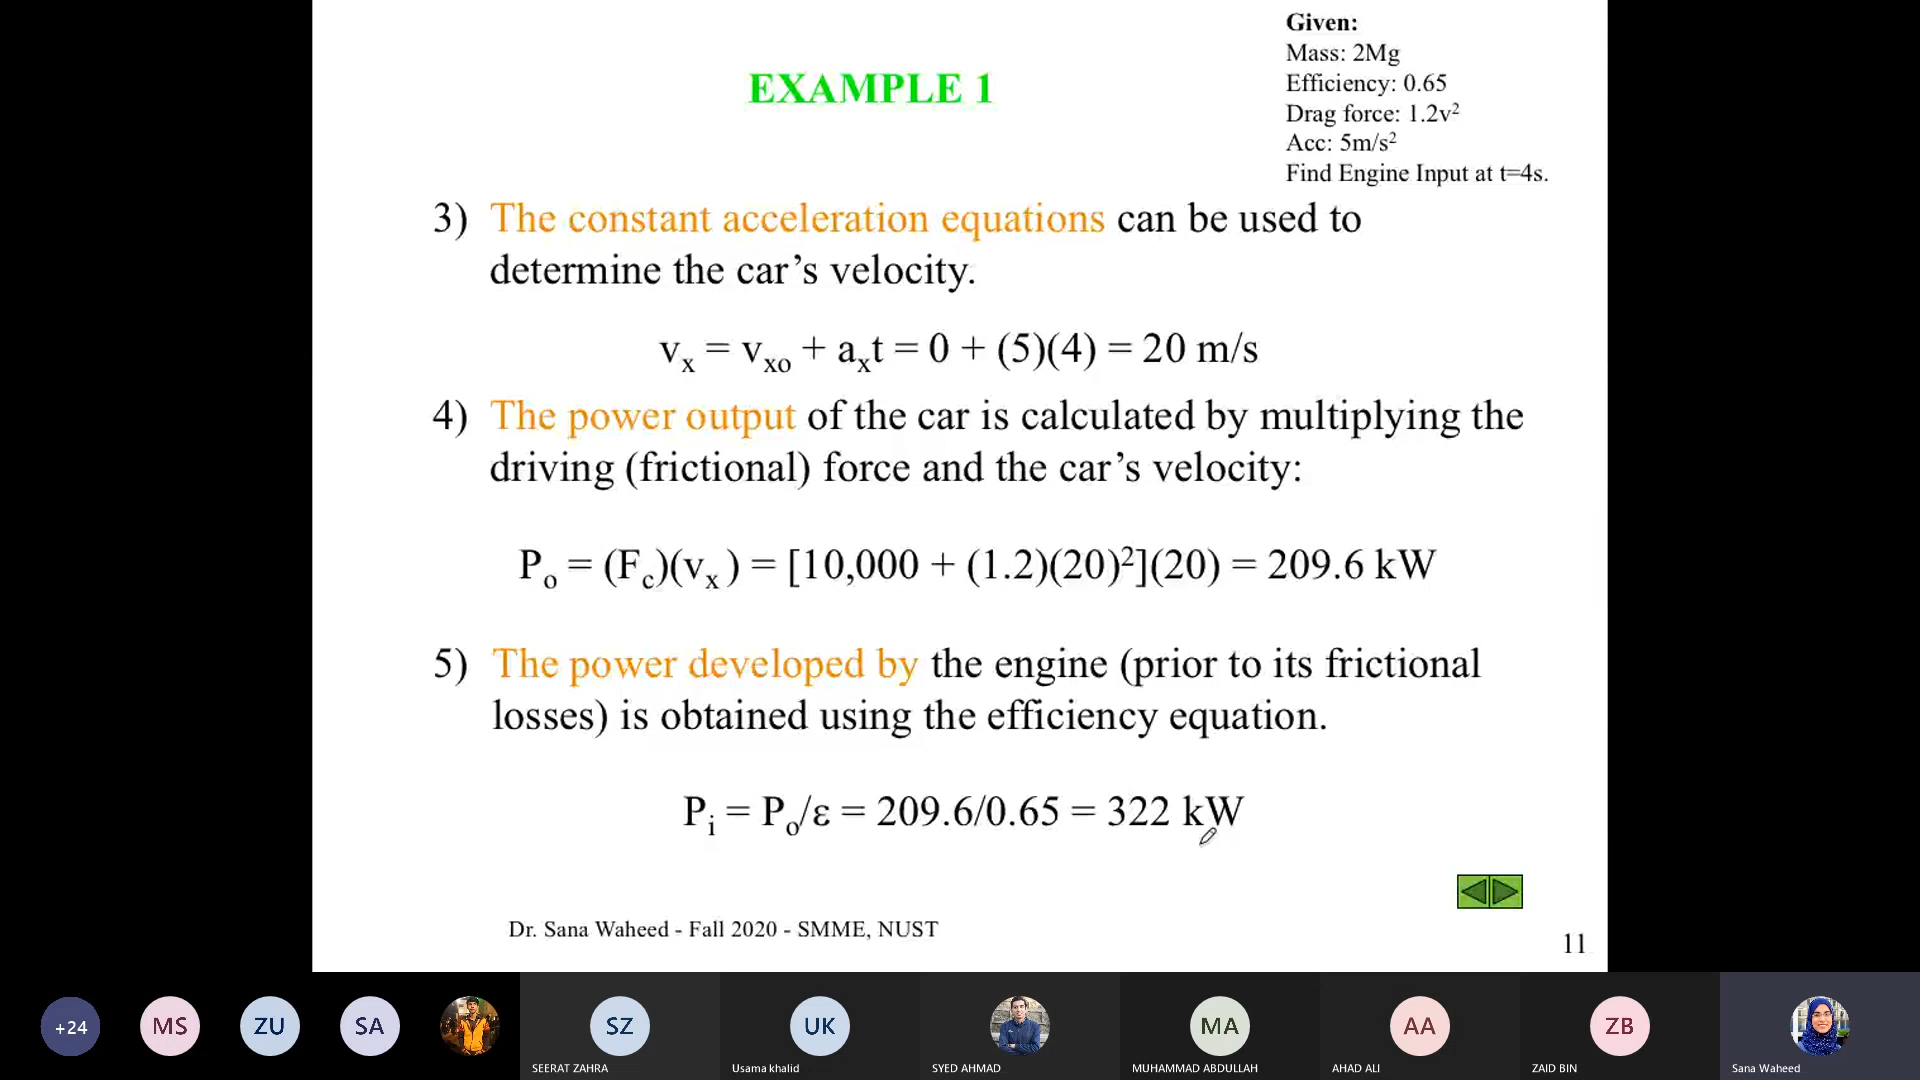 Given:
Mass: 2Mg
Efficiency: 0.65
Drag force: 1.2v²
Acc: 5m/s²
Find Engine Input at t=4s.
EXAMPLE 1
3) The constant acceleration equations can be used to
determine the car’s velocity.
vₓ = vₓₒ + aₓt = 0 + (5)(4) = 20 m/s
4) The power output of the car is calculated by multiplying the
driving (frictional) force and the car’s velocity:
Pₒ = (F꜀)(vₓ) = [10,000 + (1.2)(20)²](20) = 209.6 kW
5) The power developed by the engine (prior to its frictional
losses) is obtained using the efficiency equation.
Pᵢ = Pₒ/ε = 209.6/0.65 = 322 kW
Dr. Sana Waheed - Fall 2020 - SMME, NUST
11
+24 MS ZU SA SZ UK MA AA ZB
SEERAT ZAHRA Usama khalid SYED AHMAD MUHAMMAD ABDULLAH AHAD ALI ZAID BIN Sana Waheed